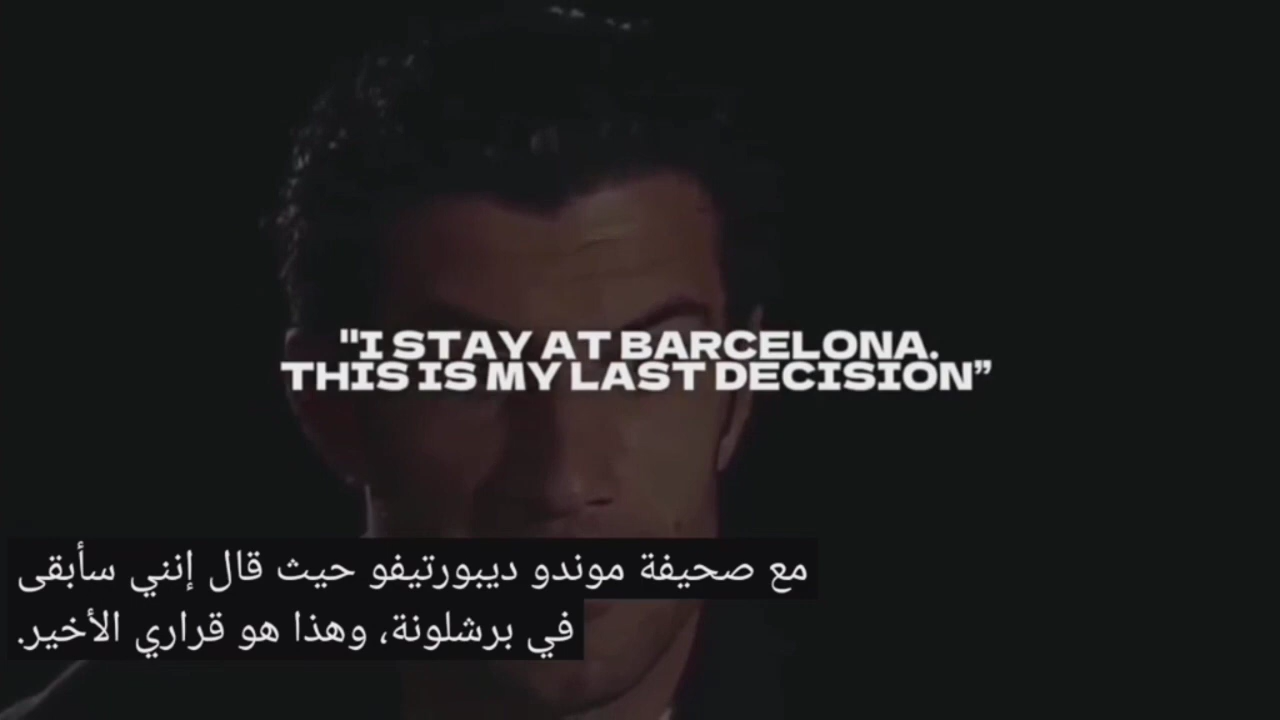 "I STAY AT BARCELONA.
THIS IS MY LAST DECISION”
مع صحيفة موندو ديبورتيفو حيث قال إنني سأبقى
في برشلونة، وهذا هو قراري الأخير.